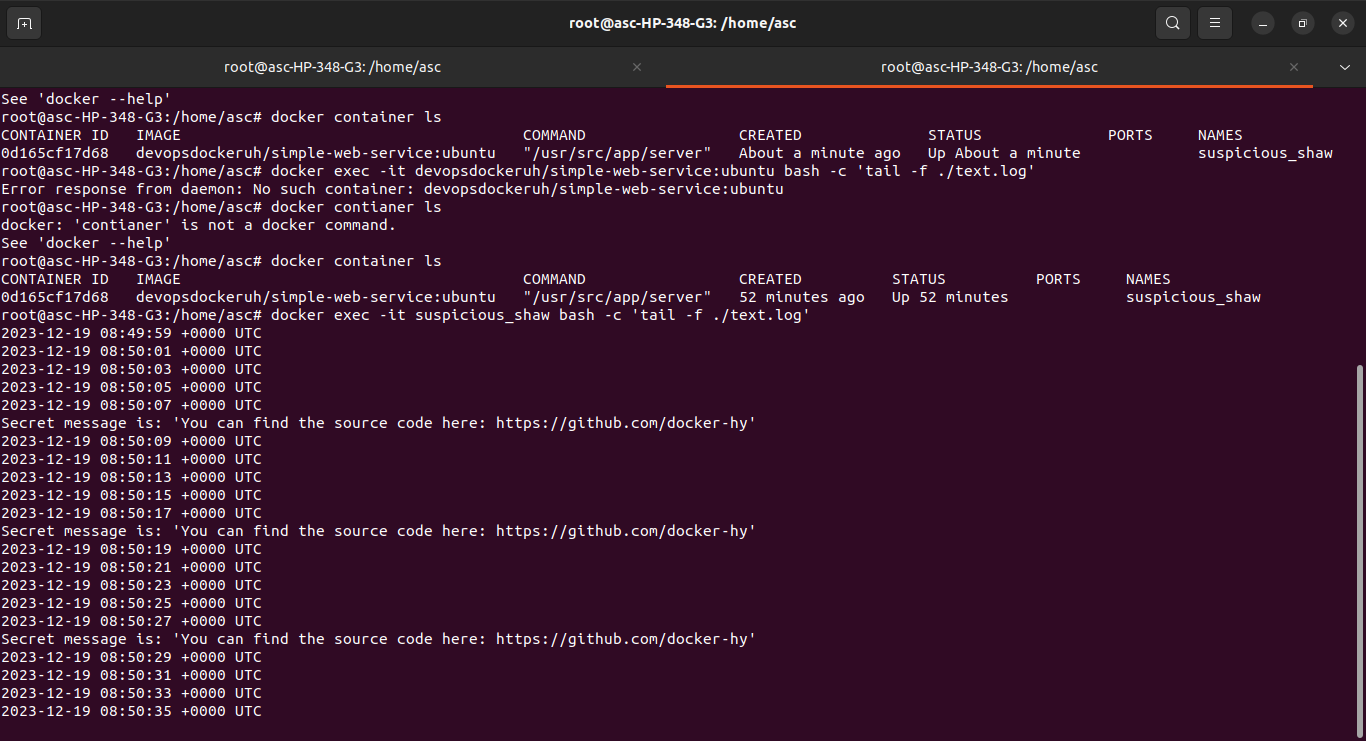 root@asc-HP-348-G3: /home/asc
root@asc-HP-348-G3: /home/asc
root@asc-HP-348-G3: /home/asc
See 'docker --help'
root@asc-HP-348-G3:/home/asc# docker container ls
CONTAINER ID   IMAGE                                      COMMAND                 CREATED              STATUS              PORTS     NAMES
0d165cf17d68   devopsdockeruh/simple-web-service:ubuntu   "/usr/src/app/server"   About a minute ago   Up About a minute             suspicious_shaw
root@asc-HP-348-G3:/home/asc# docker exec -it devopsdockeruh/simple-web-service:ubuntu bash -c 'tail -f ./text.log'
Error response from daemon: No such container: devopsdockeruh/simple-web-service:ubuntu
root@asc-HP-348-G3:/home/asc# docker contianer ls
docker: 'contianer' is not a docker command.
See 'docker --help'
root@asc-HP-348-G3:/home/asc# docker container ls
CONTAINER ID   IMAGE                                      COMMAND                 CREATED          STATUS          PORTS     NAMES
0d165cf17d68   devopsdockeruh/simple-web-service:ubuntu   "/usr/src/app/server"   52 minutes ago   Up 52 minutes             suspicious_shaw
root@asc-HP-348-G3:/home/asc# docker exec -it suspicious_shaw bash -c 'tail -f ./text.log'
2023-12-19 08:49:59 +0000 UTC
2023-12-19 08:50:01 +0000 UTC
2023-12-19 08:50:03 +0000 UTC
2023-12-19 08:50:05 +0000 UTC
2023-12-19 08:50:07 +0000 UTC
Secret message is: 'You can find the source code here: https://github.com/docker-hy'
2023-12-19 08:50:09 +0000 UTC
2023-12-19 08:50:11 +0000 UTC
2023-12-19 08:50:13 +0000 UTC
2023-12-19 08:50:15 +0000 UTC
2023-12-19 08:50:17 +0000 UTC
Secret message is: 'You can find the source code here: https://github.com/docker-hy'
2023-12-19 08:50:19 +0000 UTC
2023-12-19 08:50:21 +0000 UTC
2023-12-19 08:50:23 +0000 UTC
2023-12-19 08:50:25 +0000 UTC
2023-12-19 08:50:27 +0000 UTC
Secret message is: 'You can find the source code here: https://github.com/docker-hy'
2023-12-19 08:50:29 +0000 UTC
2023-12-19 08:50:31 +0000 UTC
2023-12-19 08:50:33 +0000 UTC
2023-12-19 08:50:35 +0000 UTC